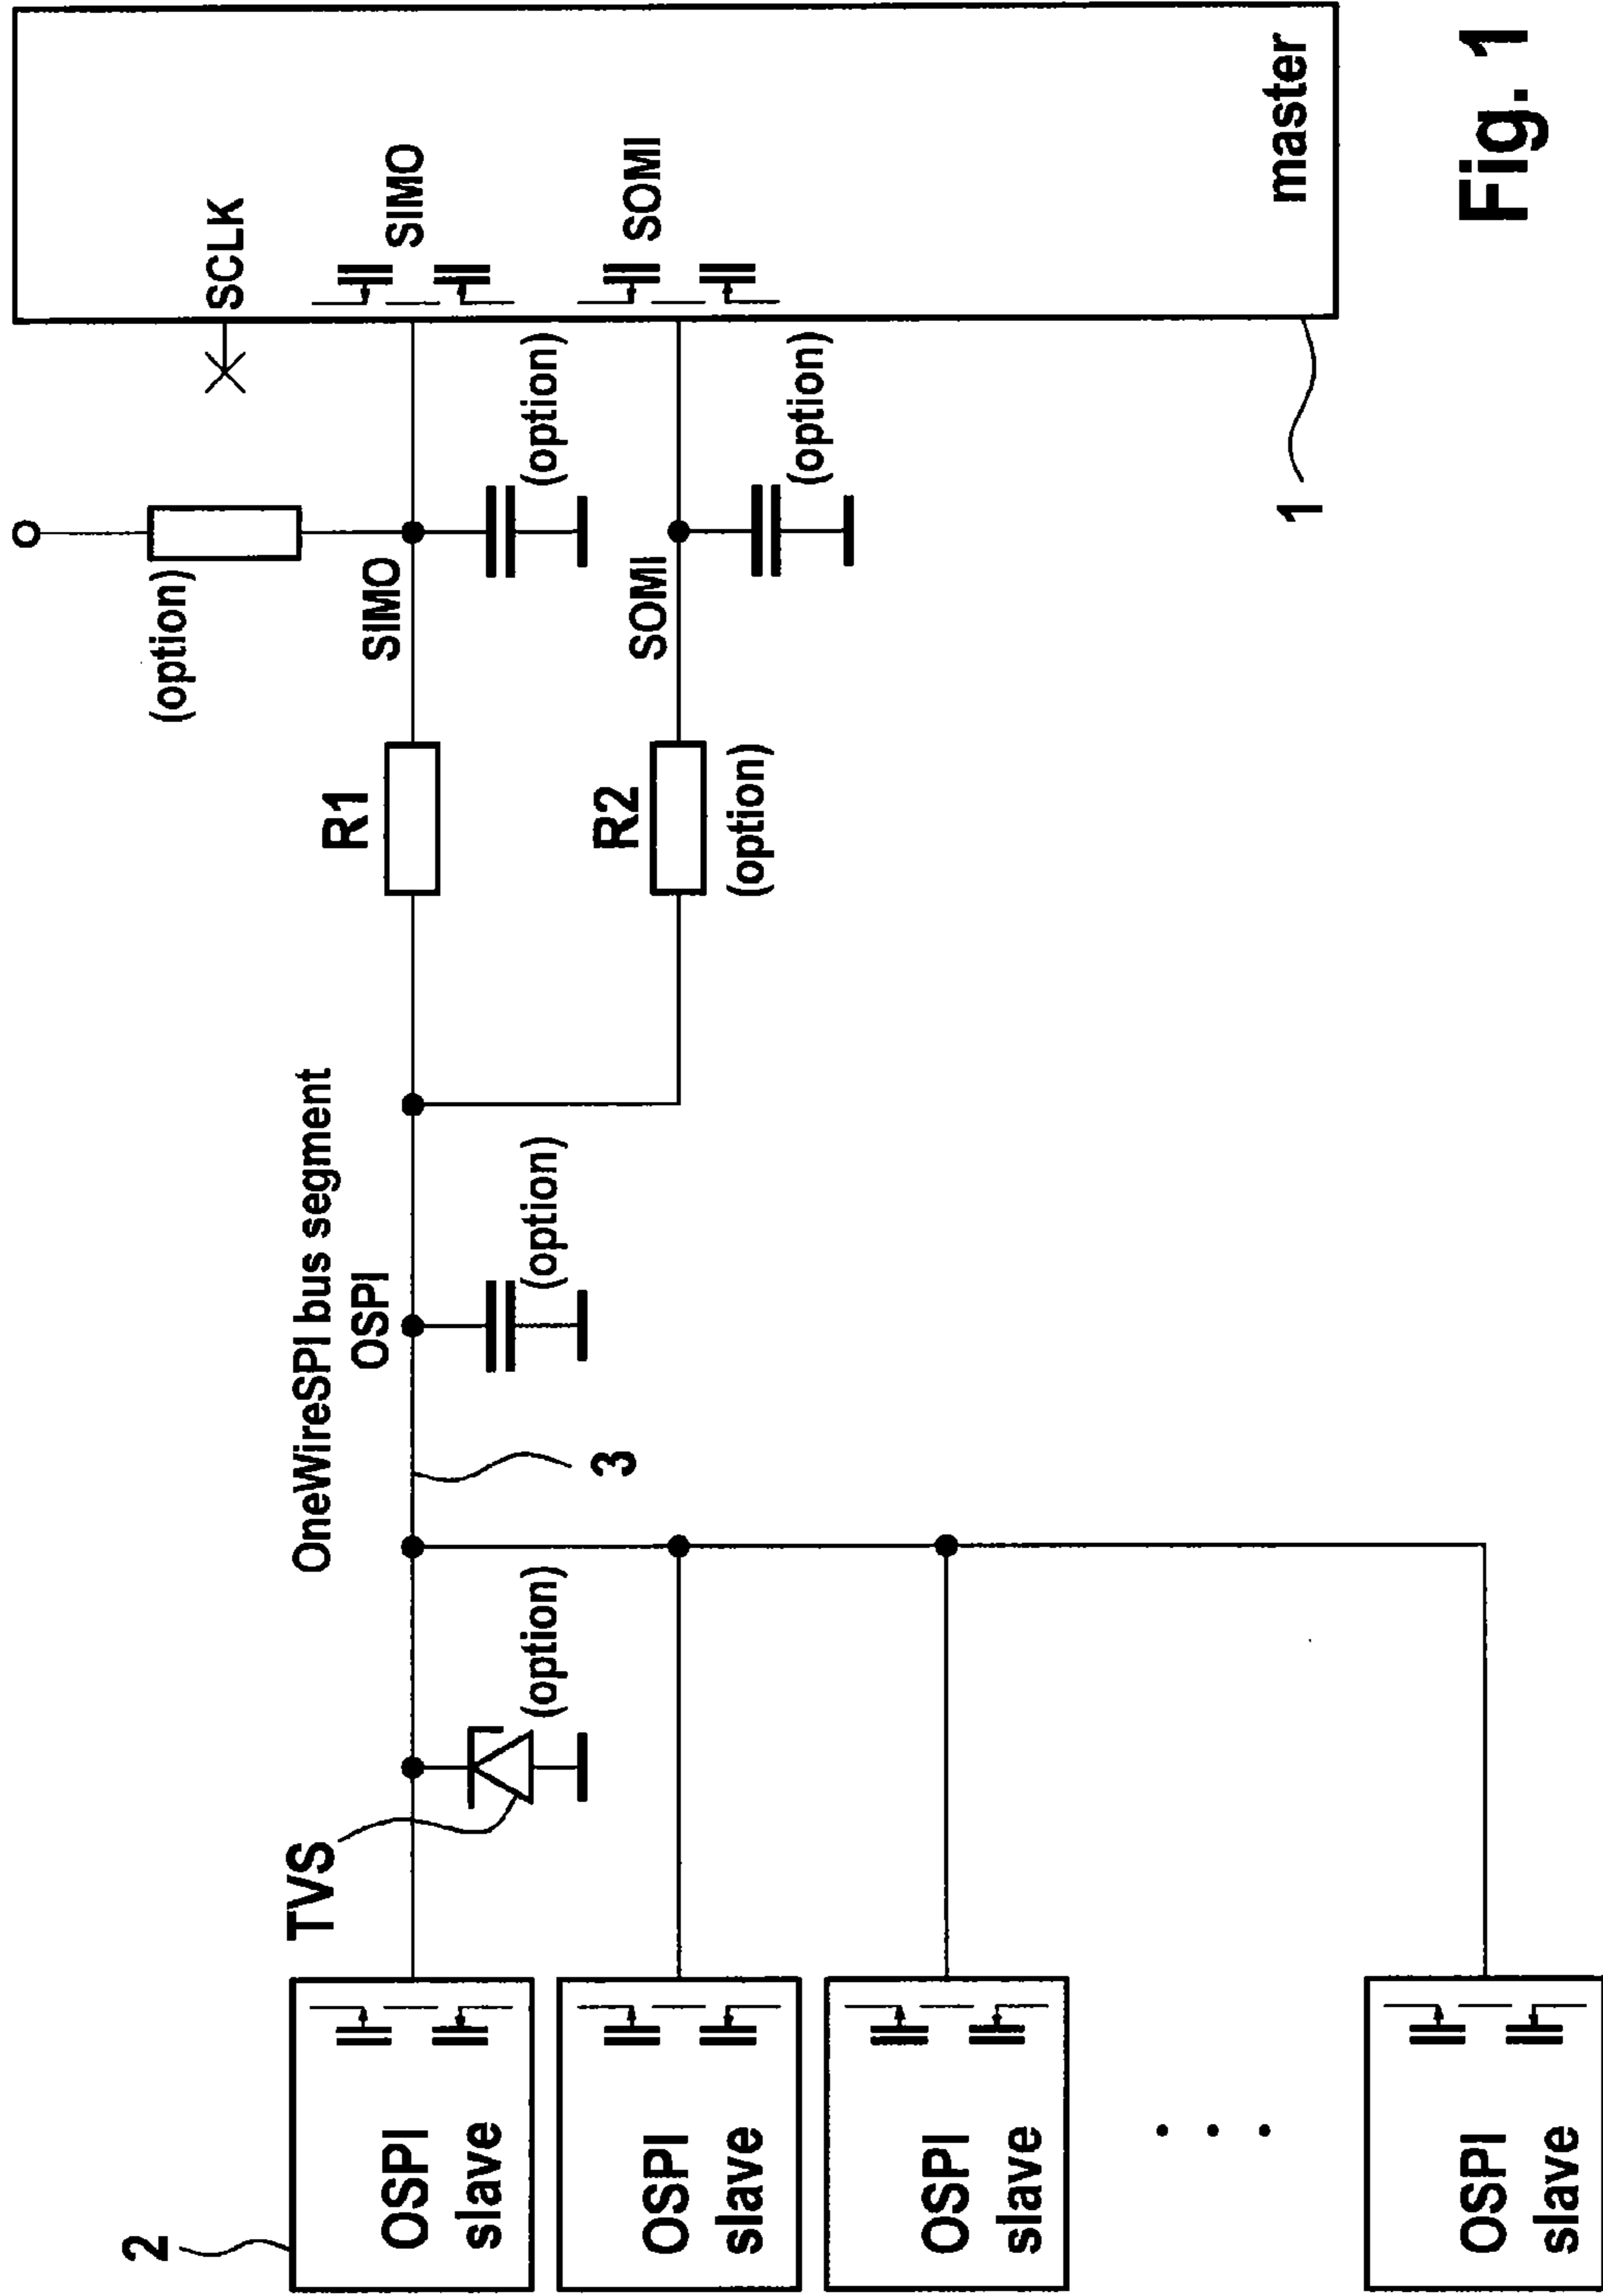 2
OSPI
slave
OSPI
slave
OSPI
slave
. . .
OSPI
slave
TVS
(option)
OneWireSPI bus segment
OSPI
3
(option)
R1
R2
(option)
(option)
SIMO
SOMI
(option)
(option)
SCLK
SIMO
SOMI
master
1
Fig. 1